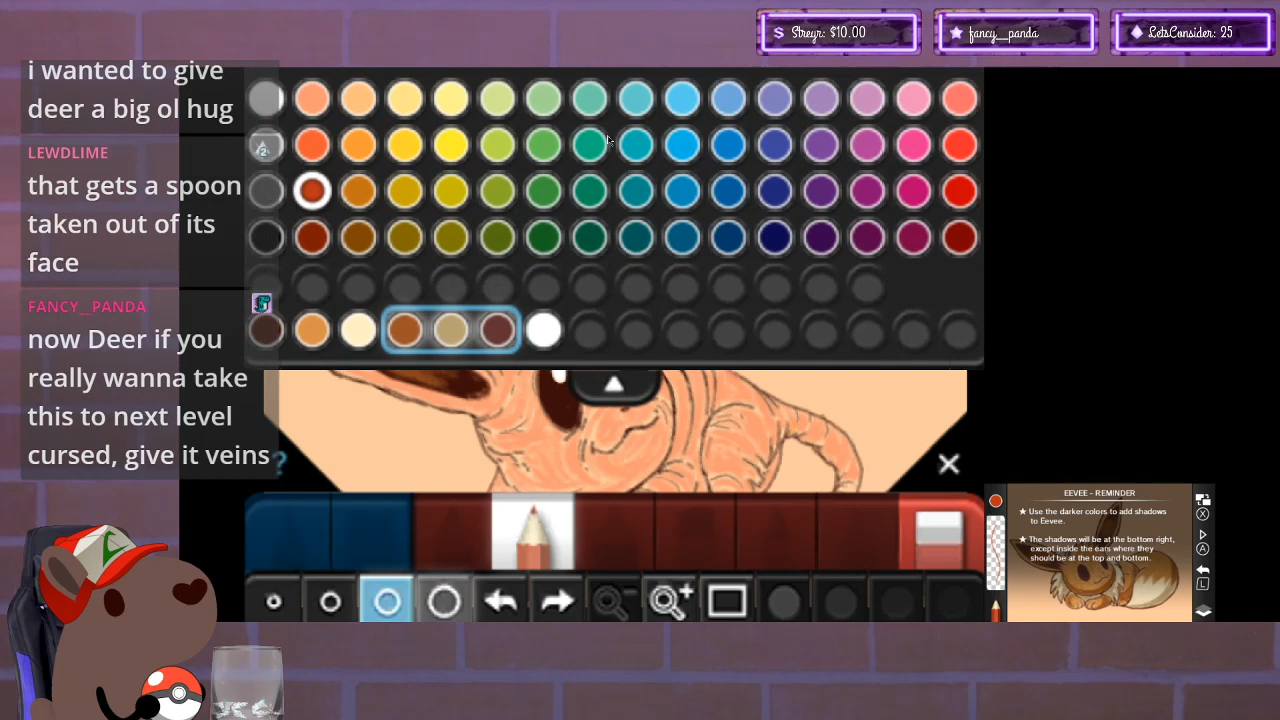 Streyr: $10.00
fancy__panda
LetsConsider: 25
i wanted to give
deer a big ol hug
LEWDLIME
that gets a spoon
taken out of its
face
FANCY__PANDA
now Deer if you
really wanna take
this to next level
cursed, give it veins
2
?
EEVEE - REMINDER
★ Use the darker colors to add shadows
to Eevee.
★ The shadows will be at the bottom right,
except inside the ears where they
should be at the top and bottom.
X
A
L